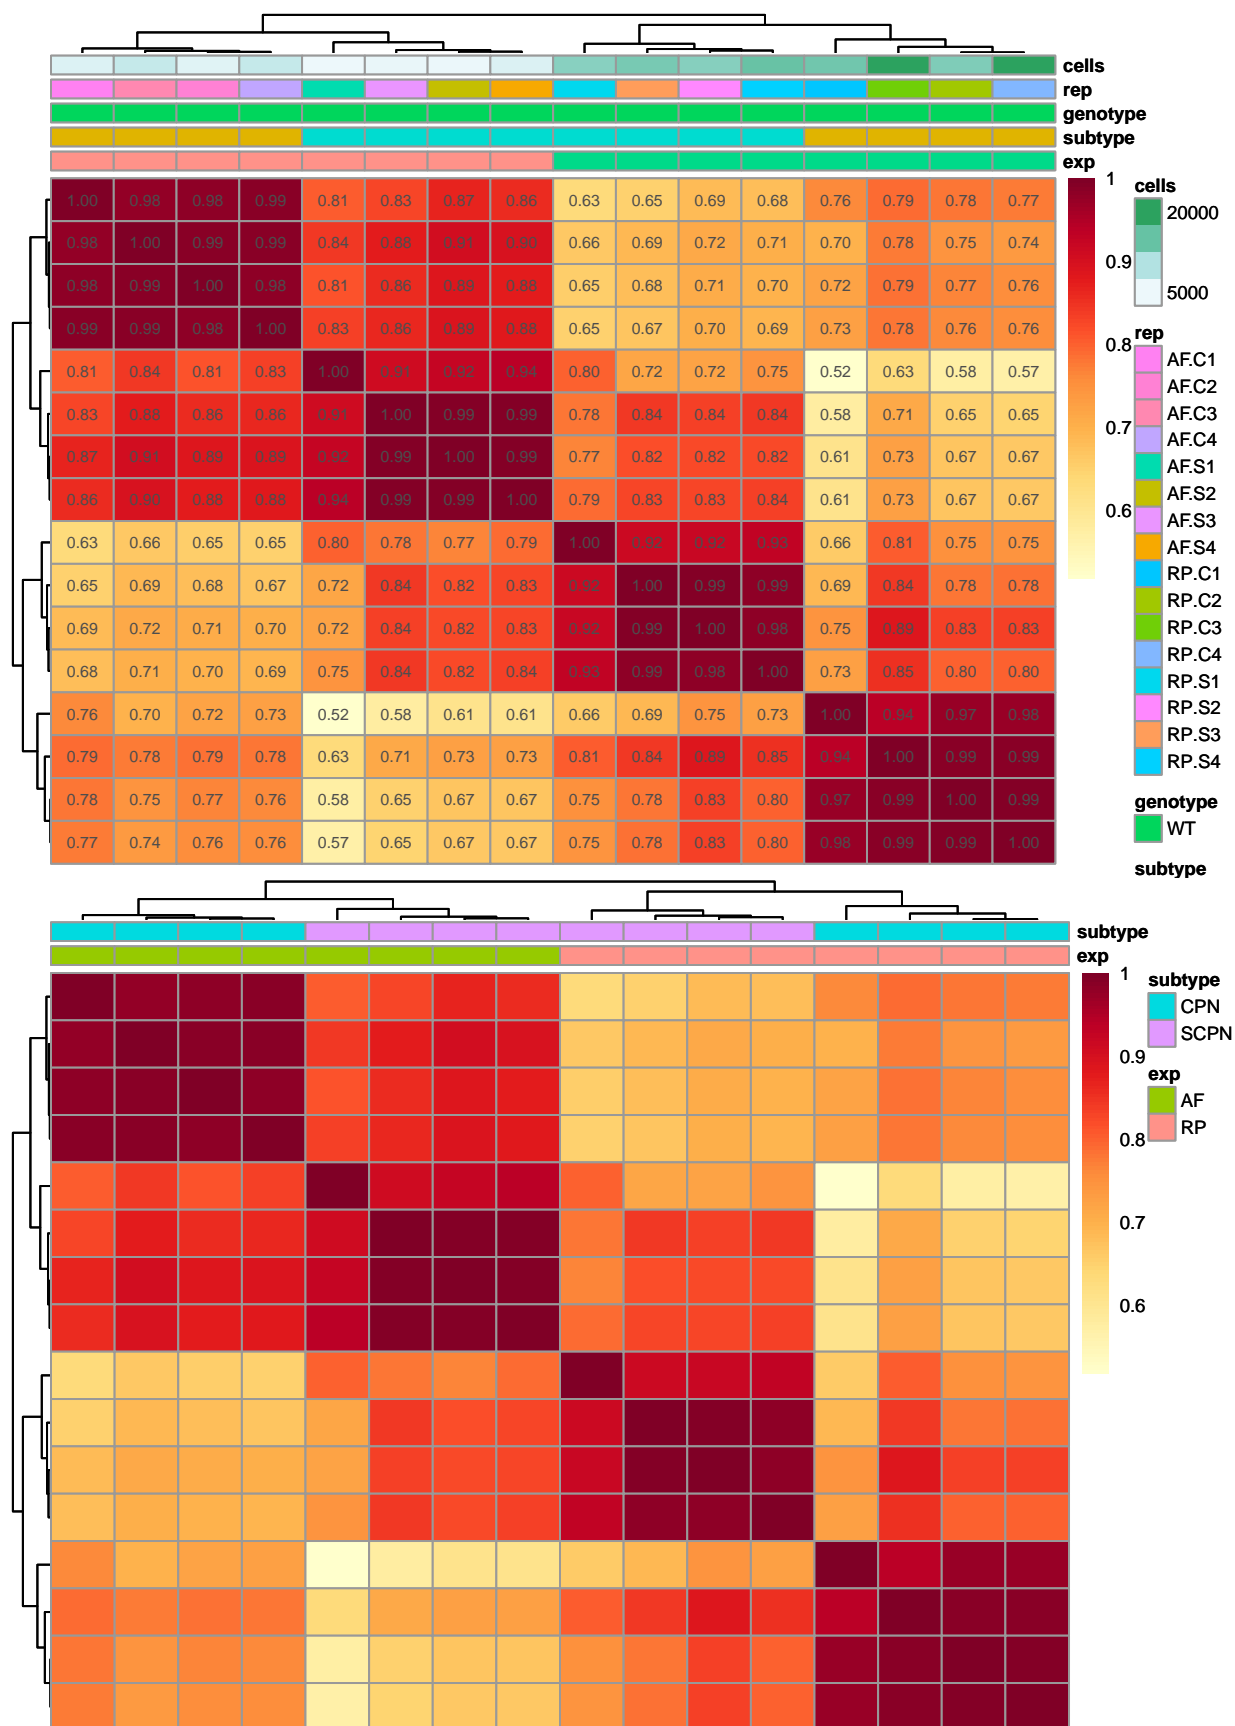 cells
rep
genotype
subtype
exp
1.00 0.98 0.98 0.99 0.81 0.83 0.87 0.86 0.63 0.65 0.69 0.68 0.76 0.79 0.78 0.77
0.98 1.00 0.99 0.99 0.84 0.88 0.91 0.90 0.66 0.69 0.72 0.71 0.70 0.78 0.75 0.74
0.98 0.99 1.00 0.98 0.81 0.86 0.89 0.88 0.65 0.68 0.71 0.70 0.72 0.79 0.77 0.76
0.99 0.99 0.98 1.00 0.83 0.86 0.89 0.88 0.65 0.67 0.70 0.69 0.73 0.78 0.76 0.76
0.81 0.84 0.81 0.83 1.00 0.91 0.92 0.94 0.80 0.72 0.72 0.75 0.52 0.63 0.58 0.57
0.83 0.88 0.86 0.86 0.91 1.00 0.99 0.99 0.78 0.84 0.84 0.84 0.58 0.71 0.65 0.65
0.87 0.91 0.89 0.89 0.92 0.99 1.00 0.99 0.77 0.82 0.82 0.82 0.61 0.73 0.67 0.67
0.86 0.90 0.88 0.88 0.94 0.99 0.99 1.00 0.79 0.83 0.83 0.84 0.61 0.73 0.67 0.67
0.63 0.66 0.65 0.65 0.80 0.78 0.77 0.79 1.00 0.92 0.92 0.93 0.66 0.81 0.75 0.75
0.65 0.69 0.68 0.67 0.72 0.84 0.82 0.83 0.92 1.00 0.99 0.99 0.69 0.84 0.78 0.78
0.69 0.72 0.71 0.70 0.72 0.84 0.82 0.83 0.92 0.99 1.00 0.98 0.75 0.89 0.83 0.83
0.68 0.71 0.70 0.69 0.75 0.84 0.82 0.84 0.93 0.99 0.98 1.00 0.73 0.85 0.80 0.80
0.76 0.70 0.72 0.73 0.52 0.58 0.61 0.61 0.66 0.69 0.75 0.73 1.00 0.94 0.97 0.98
0.79 0.78 0.79 0.78 0.63 0.71 0.73 0.73 0.81 0.84 0.89 0.85 0.94 1.00 0.99 0.99
0.78 0.75 0.77 0.76 0.58 0.65 0.67 0.67 0.75 0.78 0.83 0.80 0.97 0.99 1.00 0.99
0.77 0.74 0.76 0.76 0.57 0.65 0.67 0.67 0.75 0.78 0.83 0.80 0.98 0.99 0.99 1.00
1
0.9
0.8
0.7
0.6
cells
20000
5000
rep
AF.C1
AF.C2
AF.C3
AF.C4
AF.S1
AF.S2
AF.S3
AF.S4
RP.C1
RP.C2
RP.C3
RP.C4
RP.S1
RP.S2
RP.S3
RP.S4
genotype
WT
subtype
subtype
exp
1
0.9
0.8
0.7
0.6
subtype
CPN
SCPN
exp
AF
RP